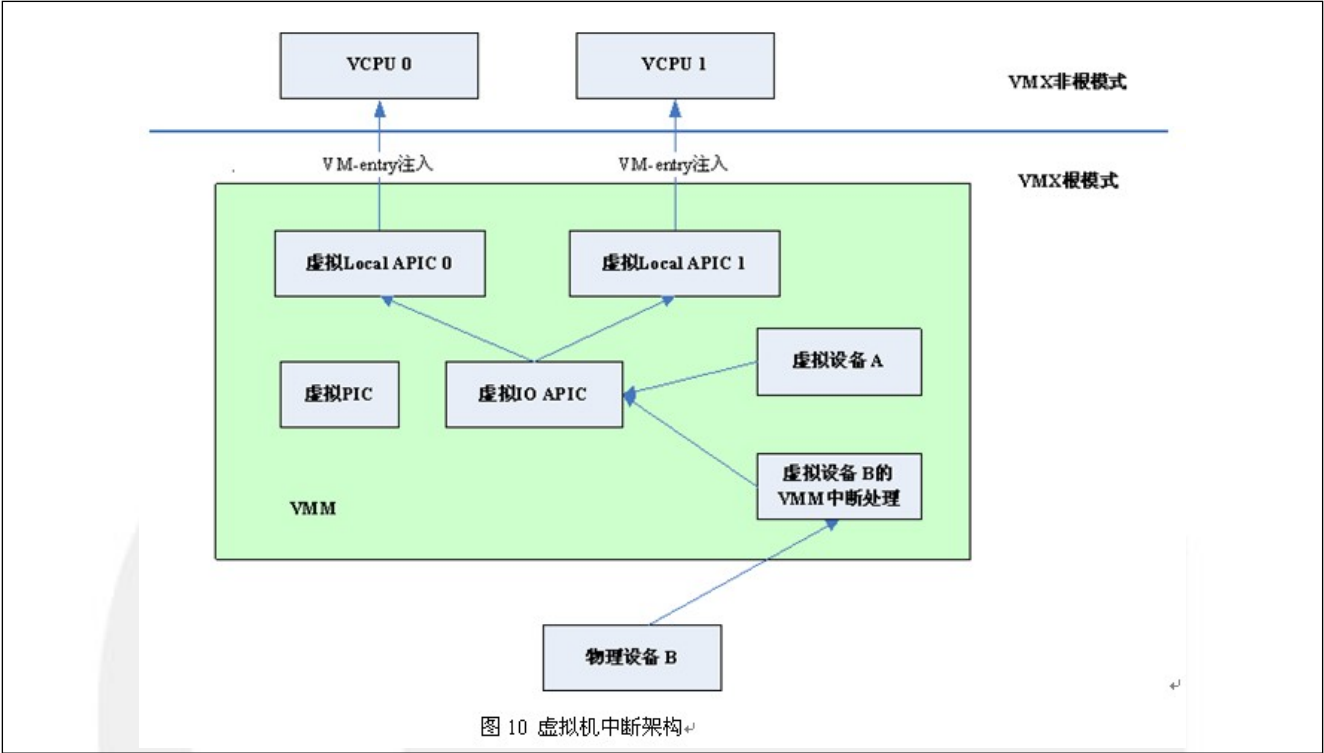 VCPU 0
VCPU 1
VMX非根模式
VM-entry注入
VM-entry注入
VMX根模式
虚拟Local APIC 0
虚拟Local APIC 1
虚拟设备 A
虚拟PIC
虚拟IO APIC
虚拟设备 B的
VMM中断处理
VMM
物理设备 B
图 10 虚拟机中断架构